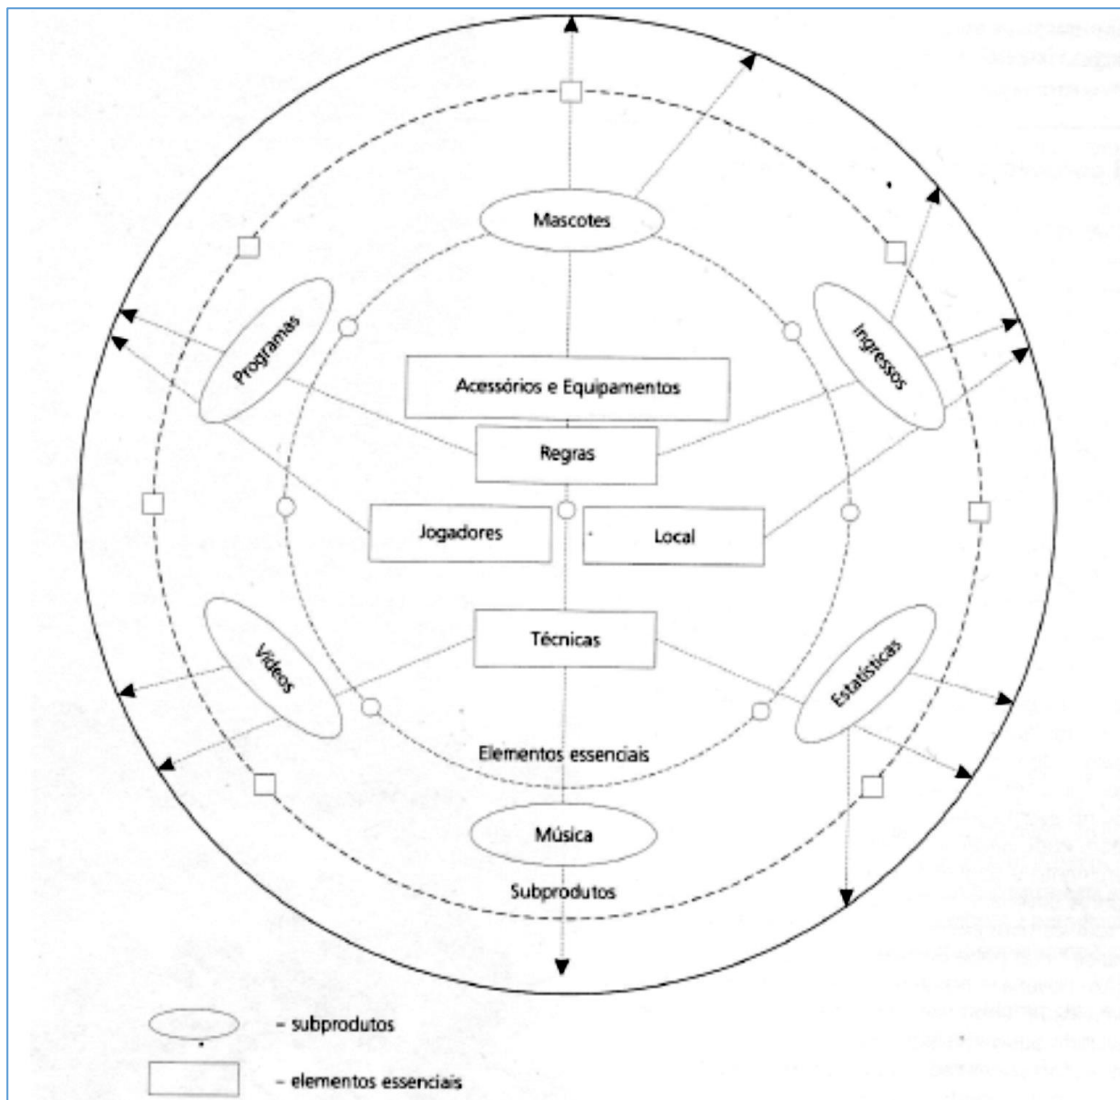 Mascotes
Programas
Ingressos
Acessórios e Equipamentos
Regras
Jogadores
Local
Técnicas
Vídeos
Estatísticas
Elementos essenciais
Música
Subprodutos
– subprodutos
– elementos essenciais